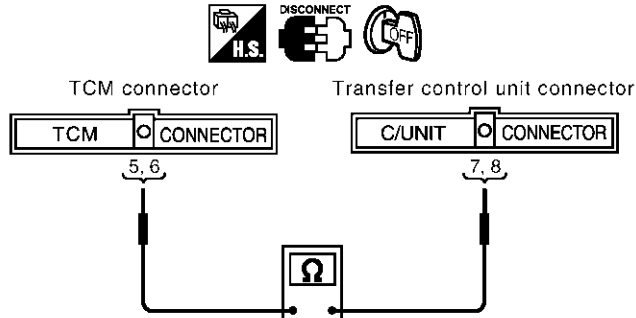 DISCONNECT
H.S.
OFF
TCM connector
Transfer control unit connector
TCM CONNECTOR
C/UNIT CONNECTOR
5, 6
7, 8
Ω